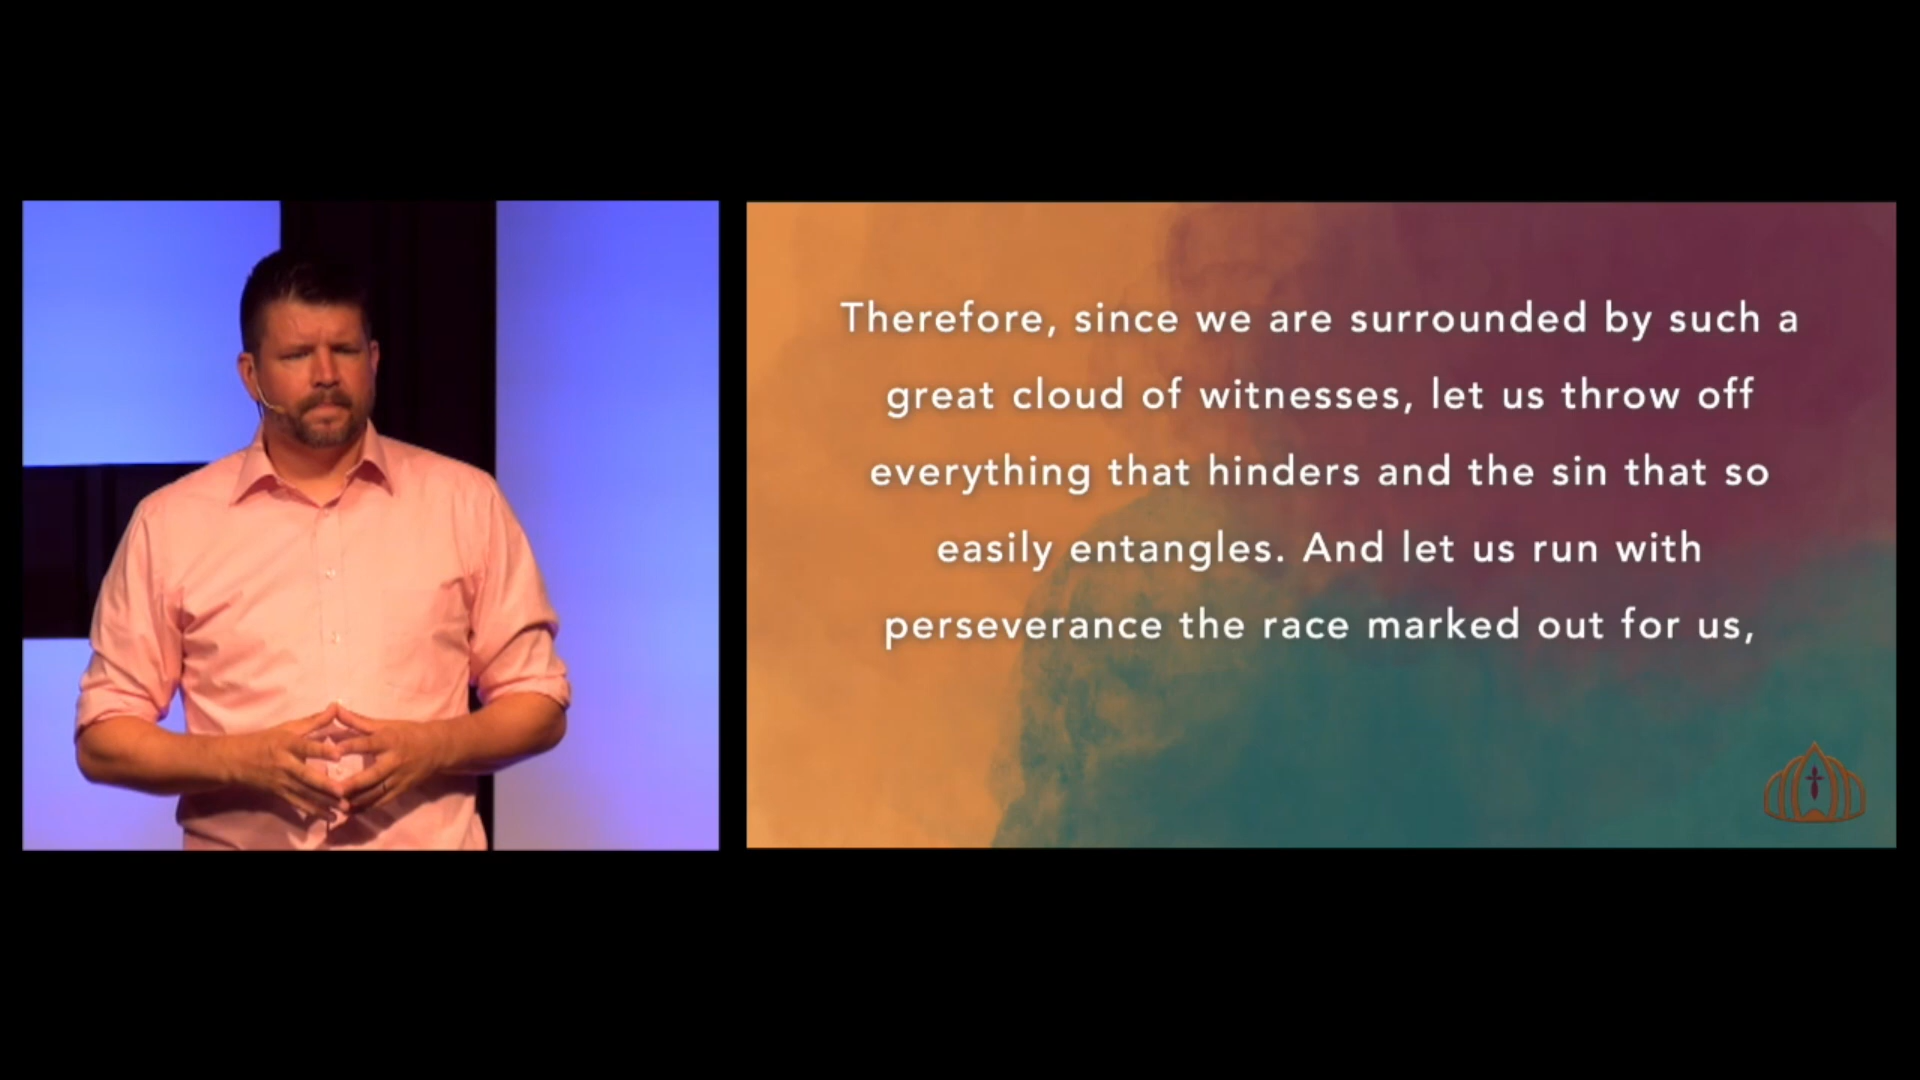 Therefore, since we are surrounded by such a
great cloud of witnesses, let us throw off
everything that hinders and the sin that so
easily entangles. And let us run with
perseverance the race marked out for us,